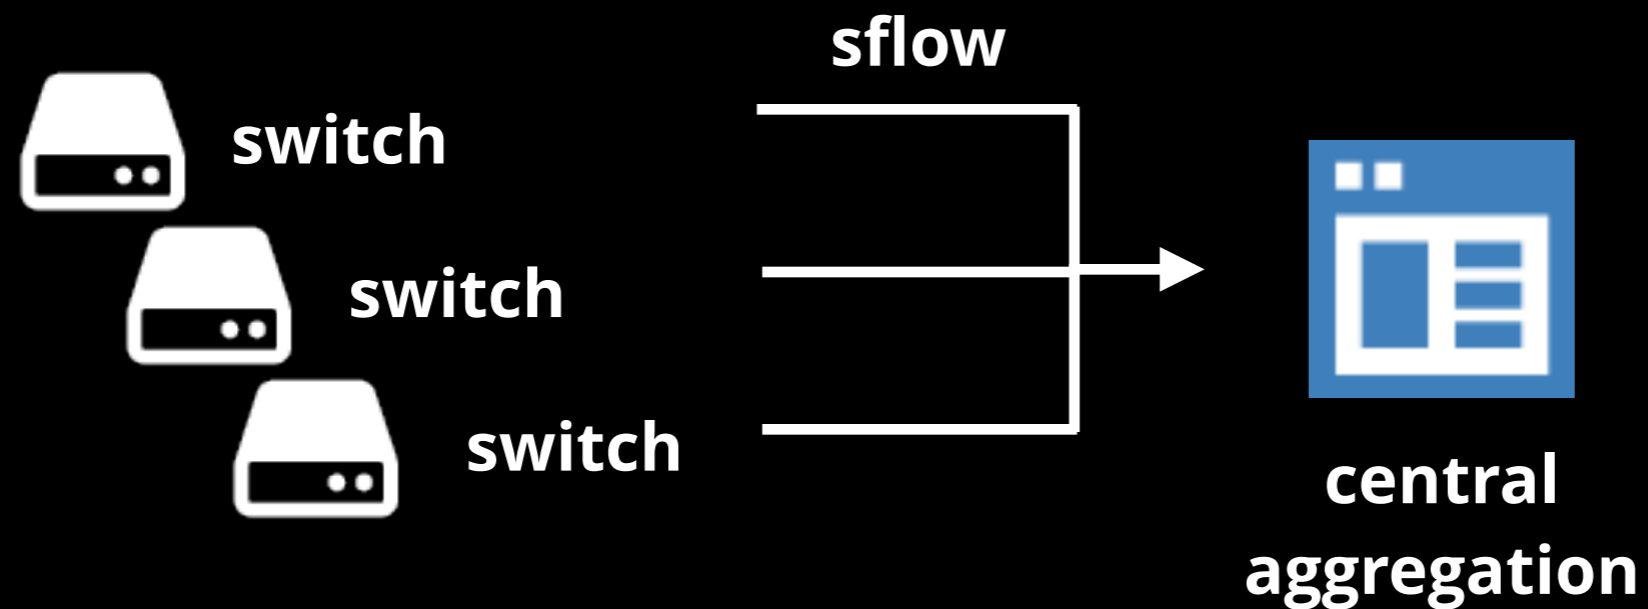 sflow
switch
switch
switch
central
aggregation